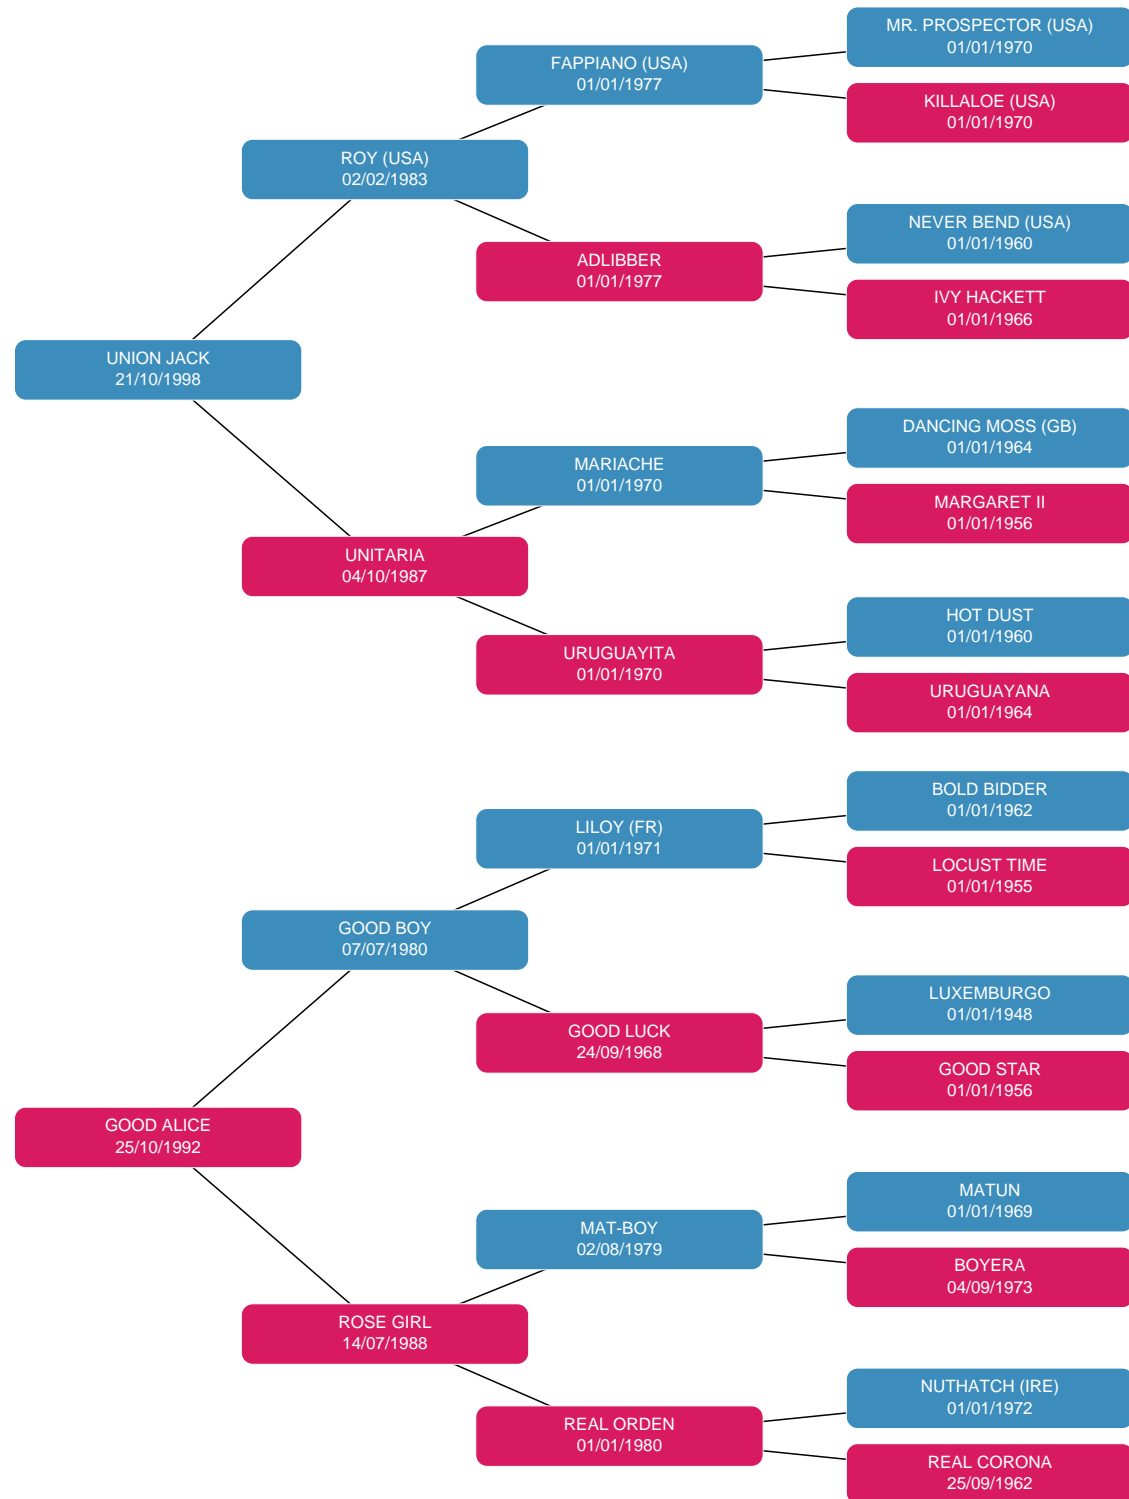 MR. PROSPECTOR (USA)
01/01/1970
FAPPIANO (USA)
01/01/1977
KILLALOE (USA)
01/01/1970
ROY (USA)
02/02/1983
NEVER BEND (USA)
01/01/1960
ADLIBBER
01/01/1977
IVY HACKETT
01/01/1966
UNION JACK
21/10/1998
DANCING MOSS (GB)
01/01/1964
MARIACHE
01/01/1970
MARGARET II
01/01/1956
UNITARIA
04/10/1987
HOT DUST
01/01/1960
URUGUAYITA
01/01/1970
URUGUAYANA
01/01/1964
BOLD BIDDER
01/01/1962
LILOY (FR)
01/01/1971
LOCUST TIME
01/01/1955
GOOD BOY
07/07/1980
LUXEMBURGO
01/01/1948
GOOD LUCK
24/09/1968
GOOD STAR
01/01/1956
GOOD ALICE
25/10/1992
MATUN
01/01/1969
MAT-BOY
02/08/1979
BOYERA
04/09/1973
ROSE GIRL
14/07/1988
NUTHATCH (IRE)
01/01/1972
REAL ORDEN
01/01/1980
REAL CORONA
25/09/1962